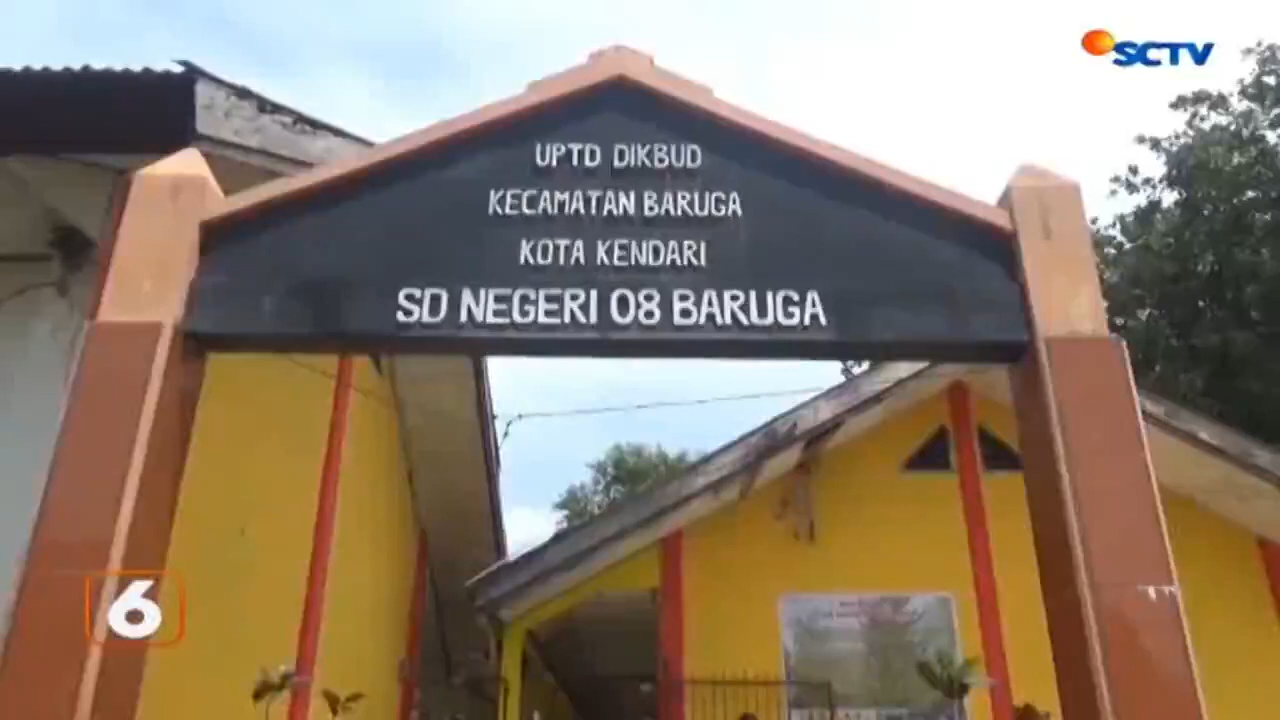 SCTV
UPTD DIKBUD
KECAMATAN BARUGA
KOTA KENDARI
SD NEGERI 08 BARUGA
6